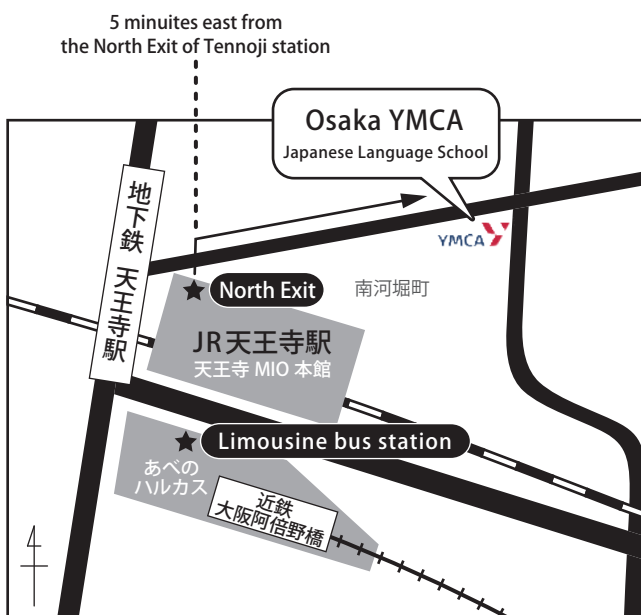 5 minuites east from
the North Exit of Tennoji station
Osaka YMCA
Japanese Language School
地下鉄 天王寺駅
YMCA
North Exit
南河堀町
JR天王寺駅
天王寺 MIO 本館
Limousine bus station
あべの
ハルカス
近鉄
大阪阿倍野橋